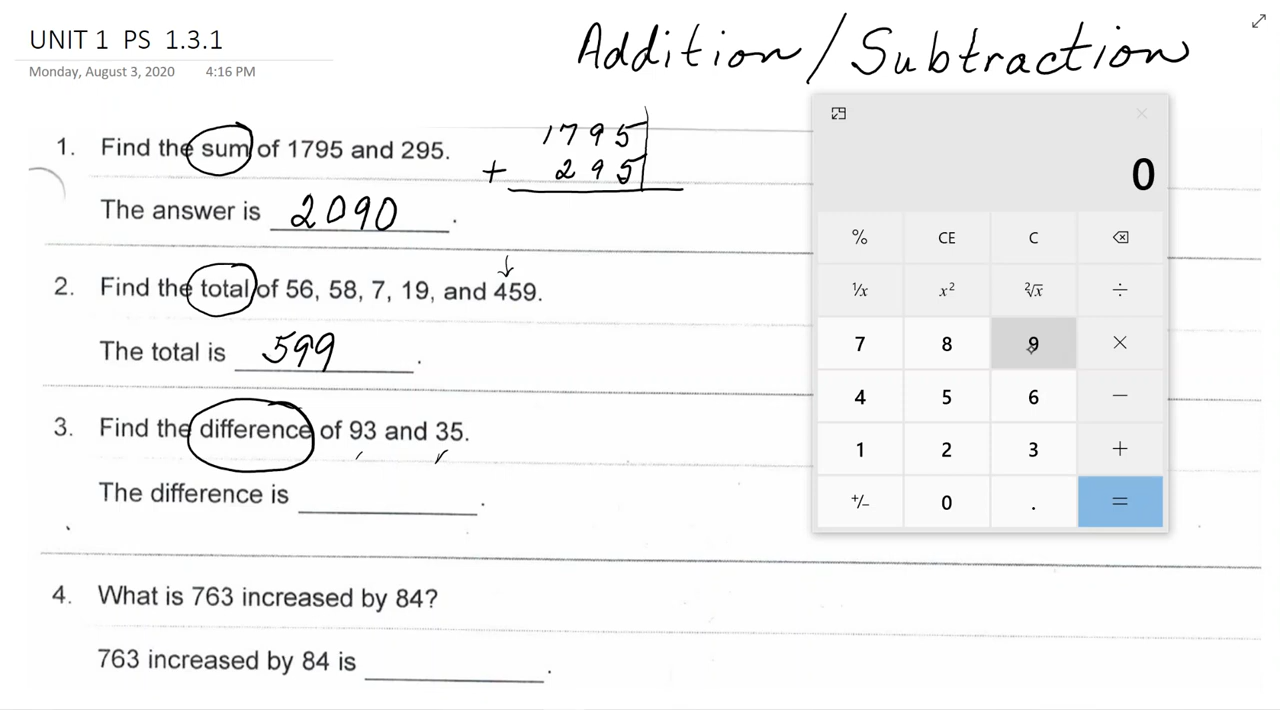 UNIT 1 PS 1.3.1
Monday, August 3, 2020 4:16 PM
Addition / Subtraction
1. Find the sum of 1795 and 295.
1795
+ 295
The answer is 2090.
2. Find the total of 56, 58, 7, 19, and 459.
The total is 599.
3. Find the difference of 93 and 35.
The difference is ____________.
4. What is 763 increased by 84?
763 increased by 84 is ____________.
0
% CE C
1/x x² ²√x ÷
7 8 9 ×
4 5 6 −
1 2 3 +
+/− 0 . =